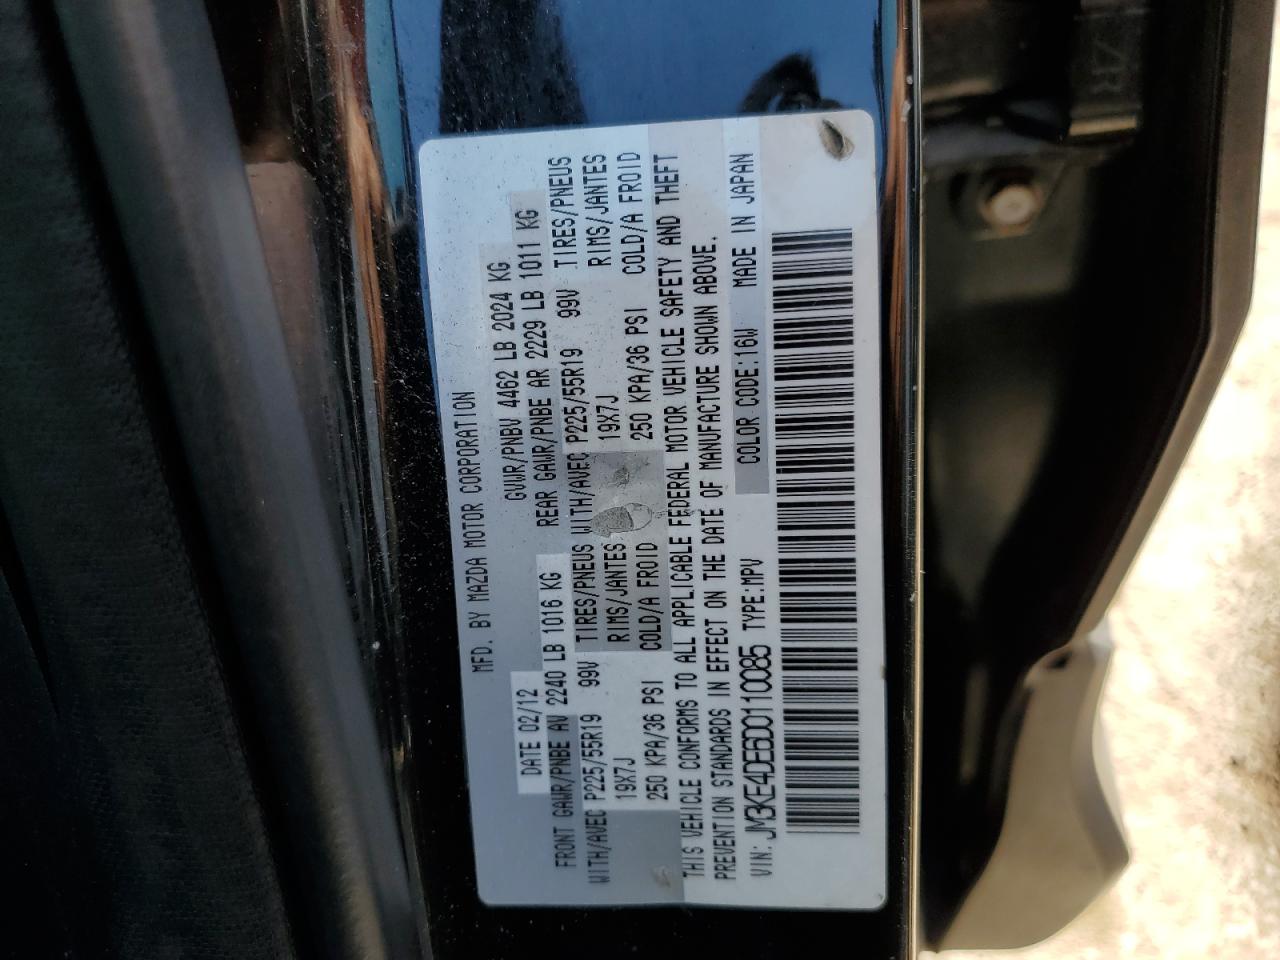 MFD. BY MAZDA MOTOR CORPORATION
DATE 02/12 GVWR/PNBV 4462 LB 2024 KG
FRONT GAWR/PNBE AV 2240 LB 1016 KG REAR GAWR/PNBE AR 2229 LB 1011 KG
WITH/AVEC P225/55R19 99V TIRES/PNEUS WITH/AVEC P225/55R19 99V TIRES/PNEUS
19X7J RIMS/JANTES 19X7J RIMS/JANTES
250 KPA/36 PSI COLD/A FROID 250 KPA/36 PSI COLD/A FROID
THIS VEHICLE CONFORMS TO ALL APPLICABLE FEDERAL MOTOR VEHICLE SAFETY AND THEFT
PREVENTION STANDARDS IN EFFECT ON THE DATE OF MANUFACTURE SHOWN ABOVE.
VIN: JM3KE4DE6D0110085 TYPE:MPV COLOR CODE:16W MADE IN JAPAN